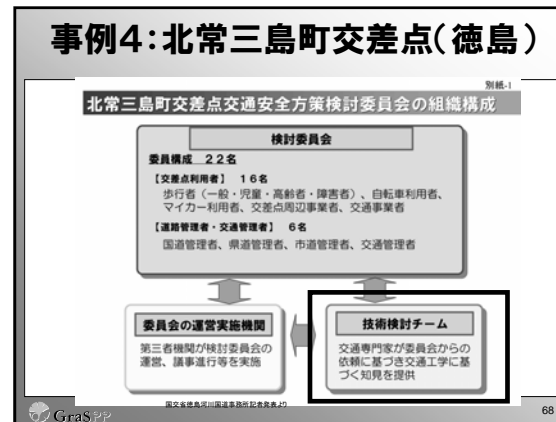 事例4:北常三島町交差点(徳島)
別紙-1
北常三島町交差点交通安全方策検討委員会の組織構成
検討委員会
委員構成 22名
【交差点利用者】 16名
歩行者(一般・児童・高齢者・障害者)、自転車利用者、
マイカー利用者、交差点周辺事業者、交通事業者
【道路管理者・交通管理者】 6名
国道管理者、県道管理者、市道管理者、交通管理者
委員会の運営実施機関
第三者機関が検討委員会の
運営、議事進行等を実施
技術検討チーム
交通専門家が委員会からの
依頼に基づき交通工学に基
づく知見を提供
国交省徳島河川国道事務所記者発表より
GraSPP
68